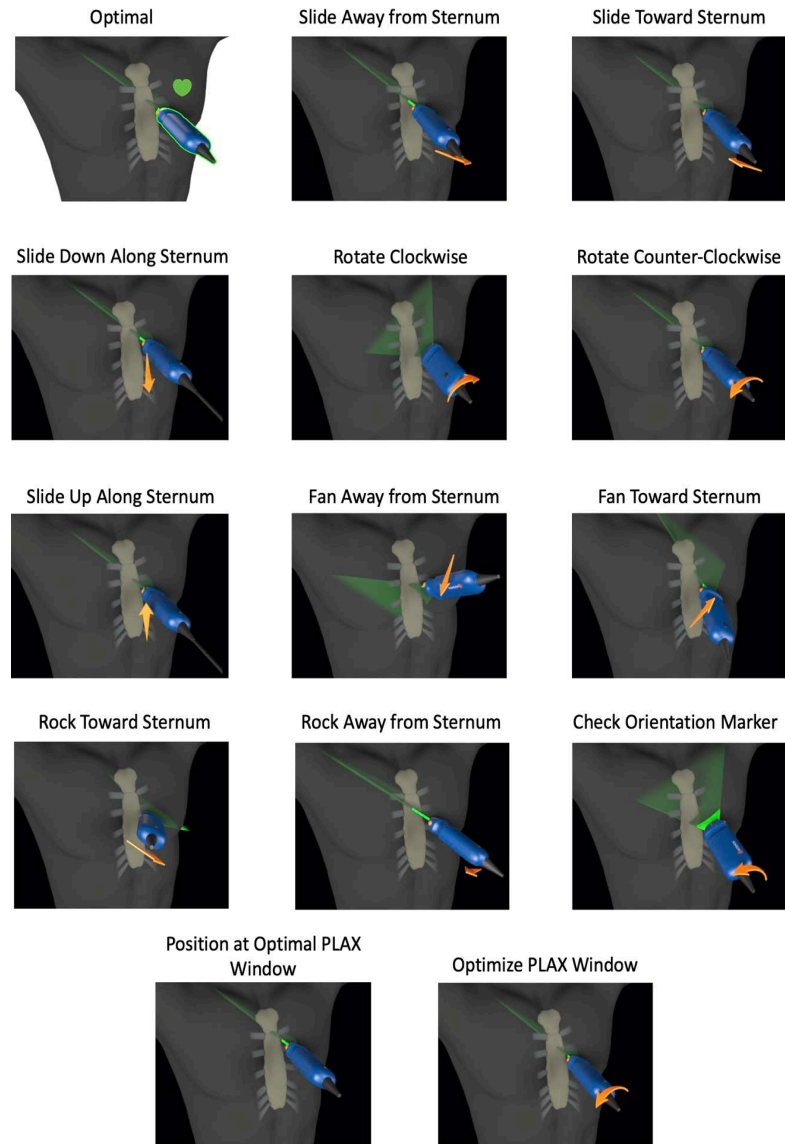 Optimal
Slide Away from Sternum
Slide Toward Sternum
Slide Down Along Sternum
Rotate Clockwise
Rotate Counter-Clockwise
Slide Up Along Sternum
Fan Away from Sternum
Fan Toward Sternum
Rock Toward Sternum
Rock Away from Sternum
Check Orientation Marker
Position at Optimal PLAX
Window
Optimize PLAX Window